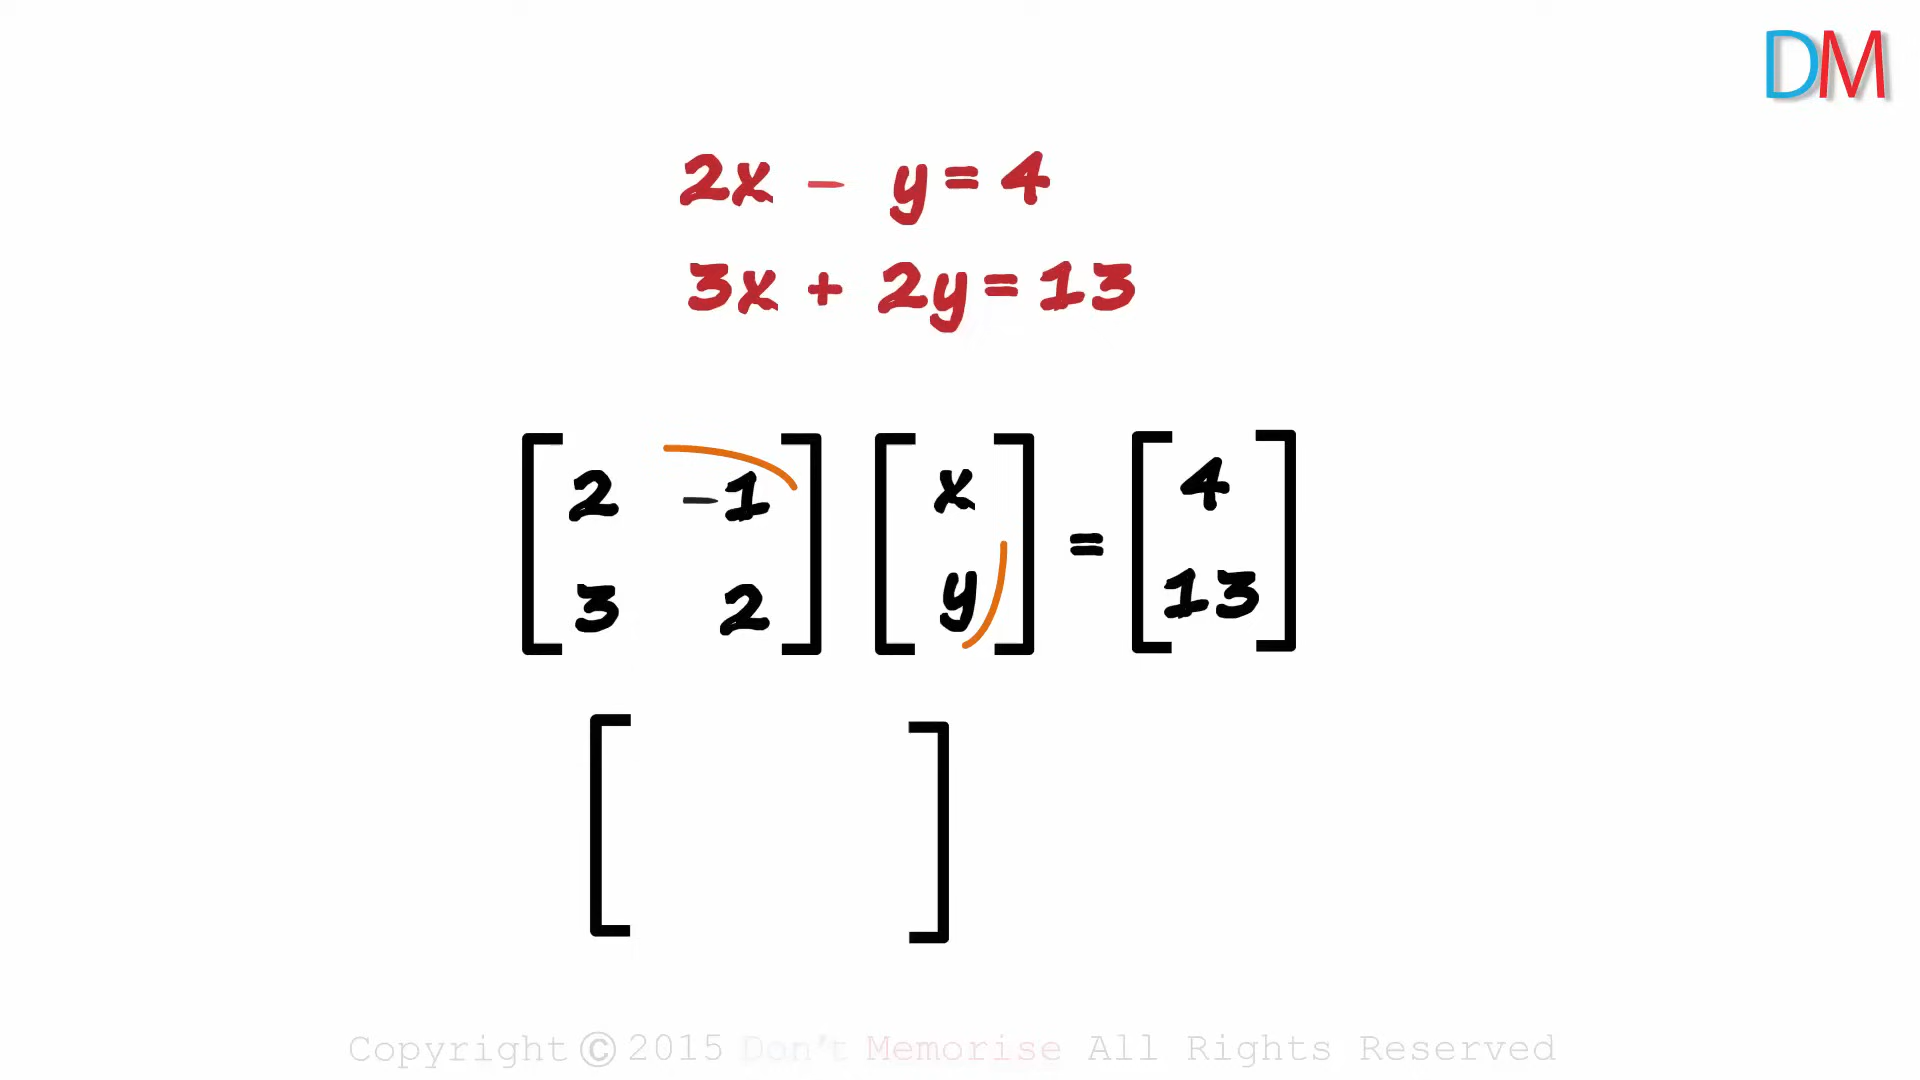 DM
2x - y = 4
3x + 2y = 13
2 -1 x 4
=
3 2 y 13
Copyright © 2015 Don't Memorise All Rights Reserved